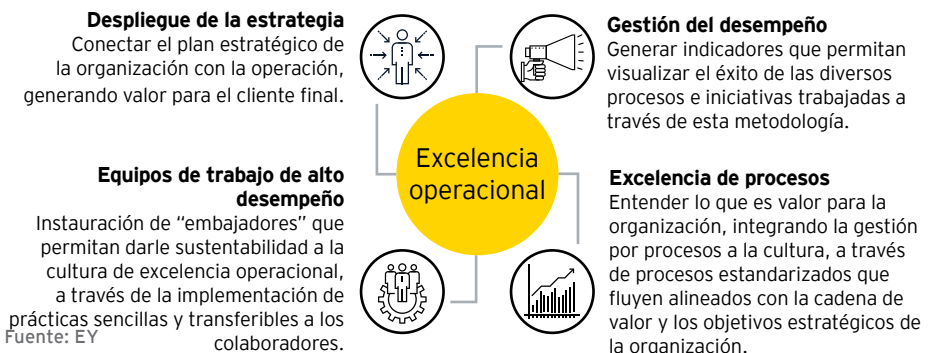 Despliegue de la estrategia
Conectar el plan estratégico de
la organización con la operación,
generando valor para el cliente final.
Gestión del desempeño
Generar indicadores que permitan
visualizar el éxito de las diversos
procesos e iniciativas trabajadas a
través de esta metodología.
Excelencia
operacional
Equipos de trabajo de alto
desempeño
Instauración de “embajadores” que
permitan darle sustentabilidad a la
cultura de excelencia operacional,
a través de la implementación de
prácticas sencillas y transferibles a los
colaboradores.
Excelencia de procesos
Entender lo que es valor para la
organización, integrando la gestión
por procesos a la cultura, a través
de procesos estandarizados que
fluyen alineados con la cadena de
valor y los objetivos estratégicos de
la organización.
Fuente: EY